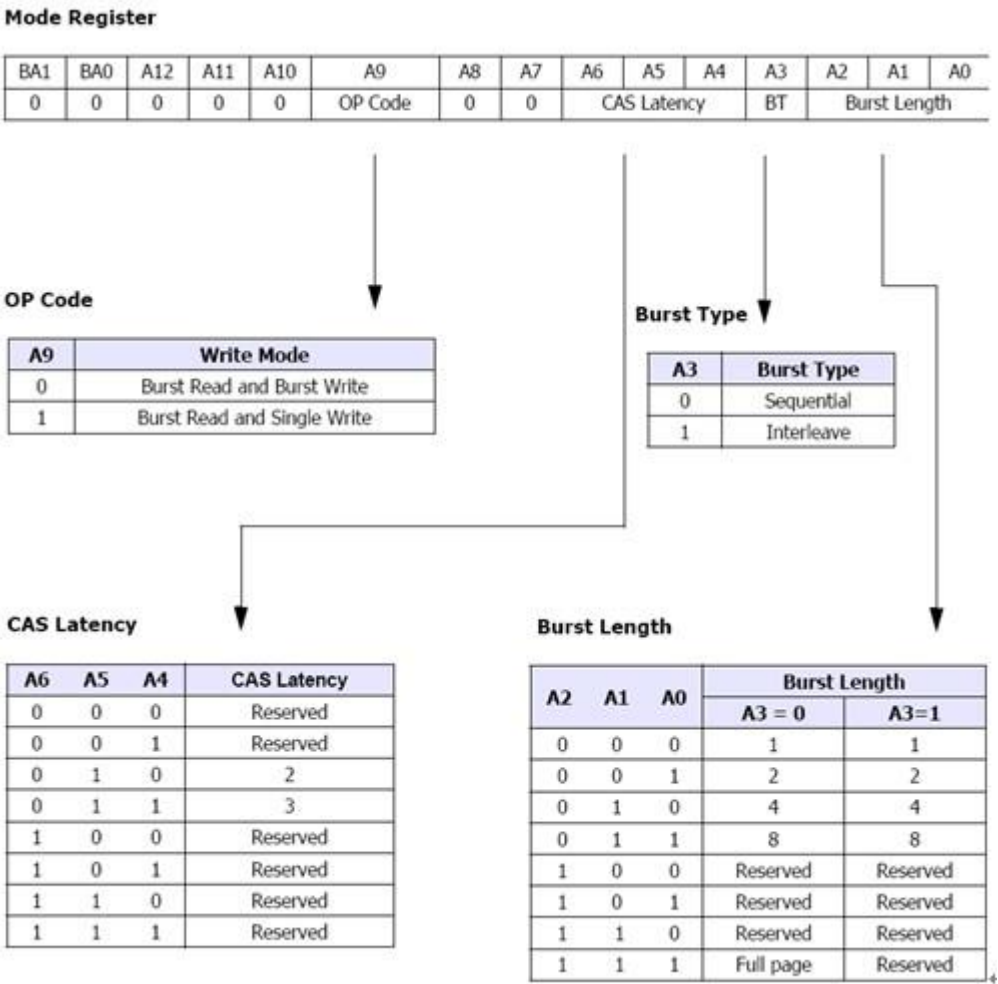 Mode Register
BA1 BA0 A12 A11 A10 A9 A8 A7 A6 A5 A4 A3 A2 A1 A0
0 0 0 0 0 OP Code 0 0 CAS Latency BT Burst Length
OP Code
A9 Write Mode
0 Burst Read and Burst Write
1 Burst Read and Single Write
Burst Type
A3 Burst Type
0 Sequential
1 Interleave
CAS Latency
A6 A5 A4 CAS Latency
0 0 0 Reserved
0 0 1 Reserved
0 1 0 2
0 1 1 3
1 0 0 Reserved
1 0 1 Reserved
1 1 0 Reserved
1 1 1 Reserved
Burst Length
A2 A1 A0 Burst Length
A3 = 0 A3=1
0 0 0 1 1
0 0 1 2 2
0 1 0 4 4
0 1 1 8 8
1 0 0 Reserved Reserved
1 0 1 Reserved Reserved
1 1 0 Reserved Reserved
1 1 1 Full page Reserved